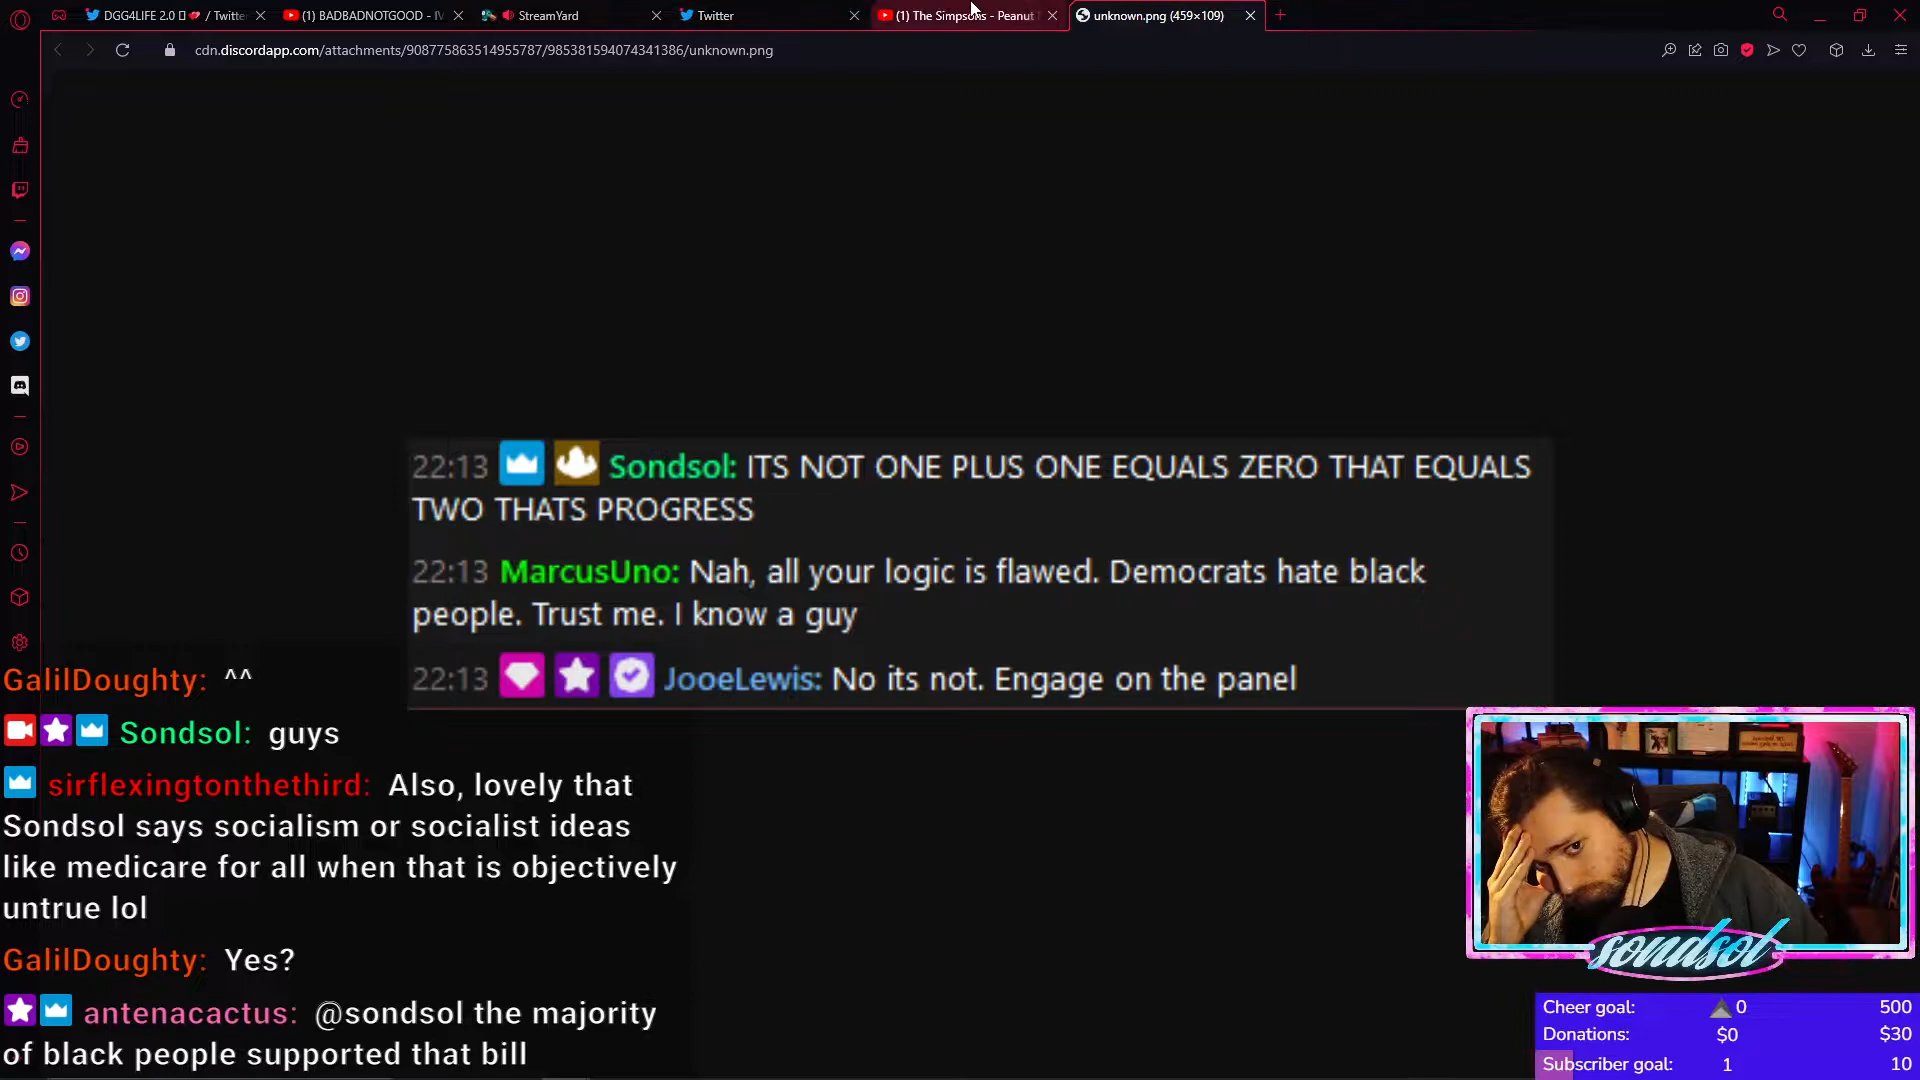 DGG4LIFE 2.0 / Twitte
(1) BADBADNOTGOOD - IV
StreamYard
Twitter
(1) The Simpsons - Peanut
unknown.png (459×109)
cdn.discordapp.com/attachments/908775863514955787/985381594074341386/unknown.png
22:13 Sondsol: ITS NOT ONE PLUS ONE EQUALS ZERO THAT EQUALS
TWO THATS PROGRESS
22:13 MarcusUno: Nah, all your logic is flawed. Democrats hate black
people. Trust me. I know a guy
22:13 JooeLewis: No its not. Engage on the panel
GalilDoughty: ^^
Sondsol: guys
sirflexingtonthethird: Also, lovely that
Sondsol says socialism or socialist ideas
like medicare for all when that is objectively
untrue lol
GalilDoughty: Yes?
antenacactus: @sondsol the majority
of black people supported that bill
sondsol
Cheer goal: 0 500
Donations: $0 $30
Subscriber goal: 1 10